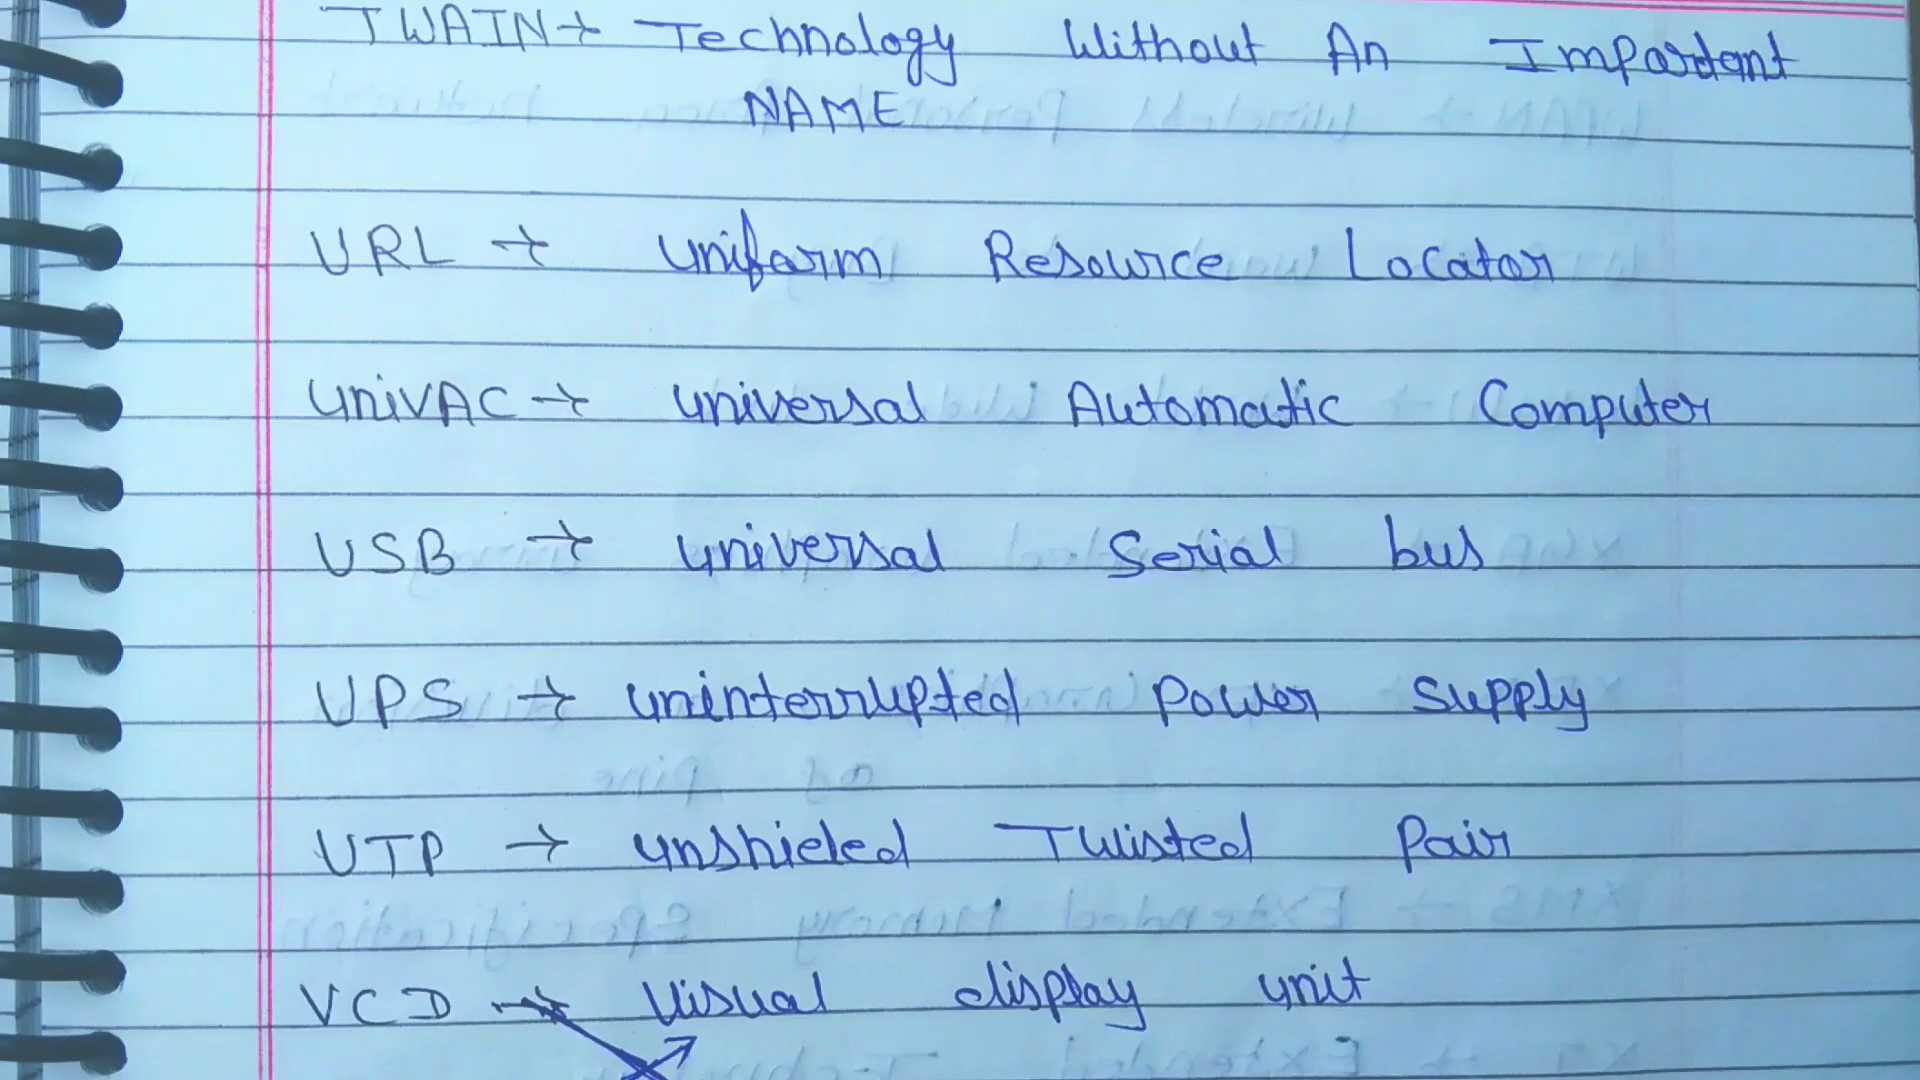 TWAIN → Technology Without An Important
NAME
URL → Uniform Resource Locator
UniVAC → Universal Automatic Computer
USB → Universal Serial bus
UPS → uninterrupted Power Supply
UTP → unshieled Twisted Pair
VCD → Visual display unit